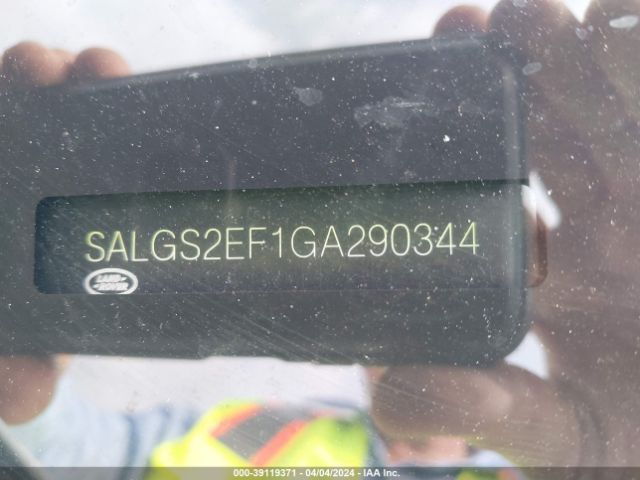 SALGS2EF1GA290344
LAND
ROVER
000-39119371 - 04/04/2024 - IAA Inc.